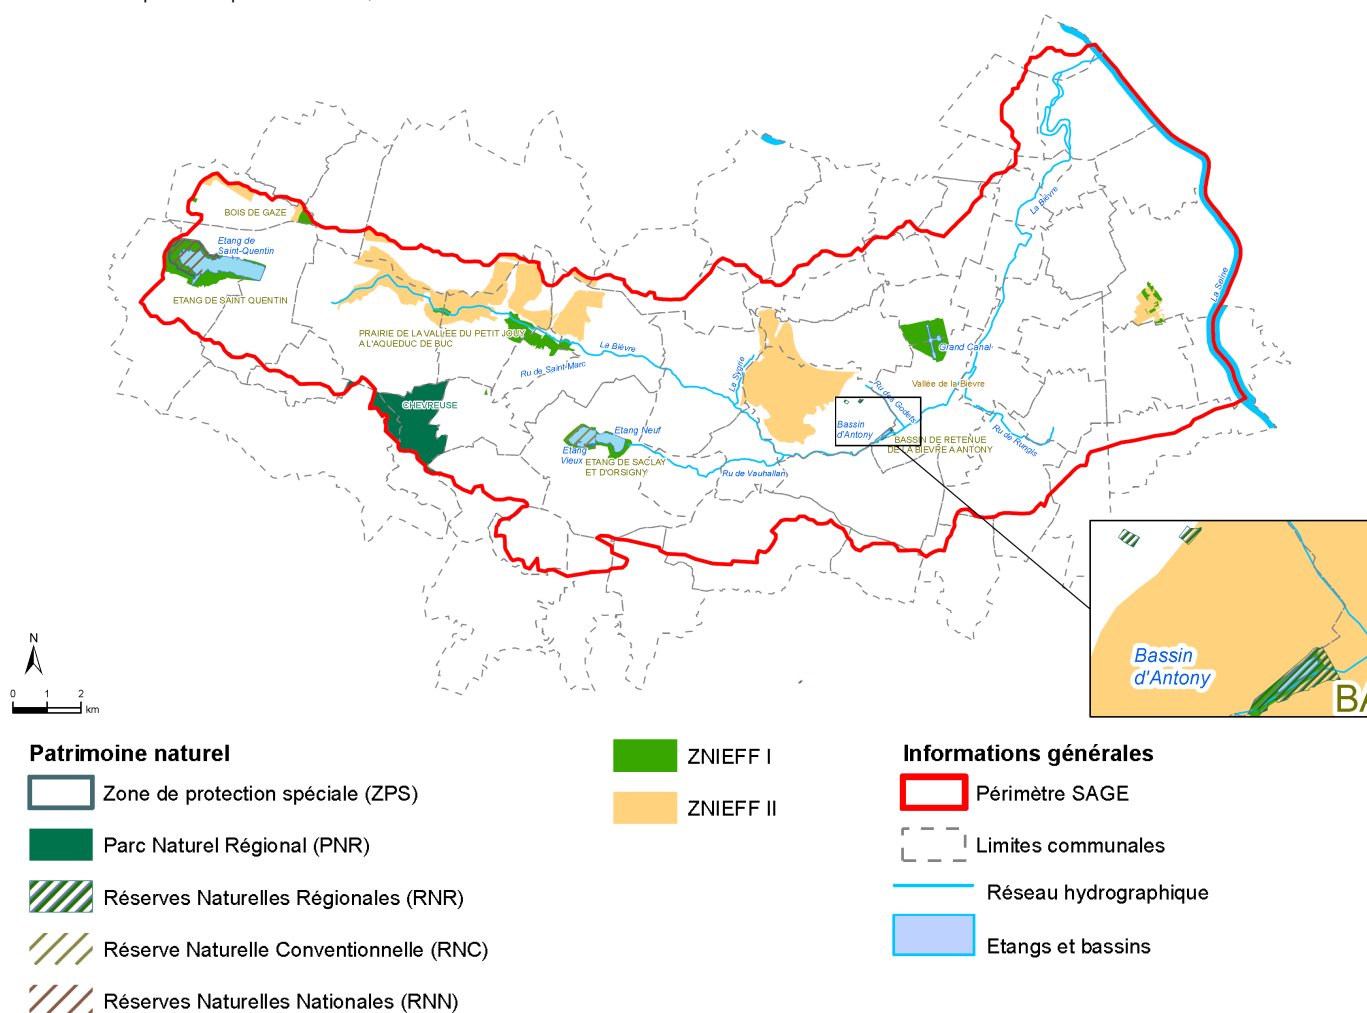 BOIS DE GAZE
Etang de
Saint-Quentin
ETANG DE SAINT QUENTIN
PRAIRIE DE LA VALLEE DU PETIT JOUY
A L'AQUEDUC DE BUC
La Bièvre
Ru de Saint-Marc
CHEVREUSE
Etang Neuf
Etang
Vieux
ETANG DE SACLAY
ET D'ORSIGNY
Ru de Vauhallan
La Sygrie
Ru des Godets
Bassin
d'Antony
BASSIN DE RETENUE
DE LA BIEVRE A ANTONY
Vallée de la Bièvre
Grand Canal
Ru de Rungis
La Bièvre
La Seine
Bassin
d'Antony
BA
N
0 1 2
km
Patrimoine naturel
Zone de protection spéciale (ZPS)
Parc Naturel Régional (PNR)
Réserves Naturelles Régionales (RNR)
Réserve Naturelle Conventionnelle (RNC)
Réserves Naturelles Nationales (RNN)
ZNIEFF I
ZNIEFF II
Informations générales
Périmètre SAGE
Limites communales
Réseau hydrographique
Etangs et bassins